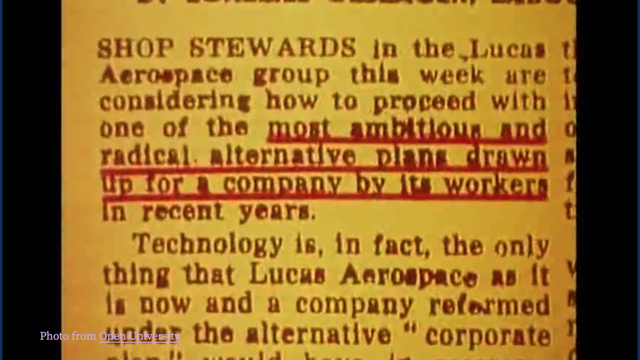 SHOP STEWARDS in the Lucas
Aerospace group this week are
considering how to proceed with
one of the most ambitious and
radical alternative plans drawn
up for a company by its workers
in recent years.
Technology is, in fact, the only
thing that Lucas Aerospace as it
is now and a company reformed
under the alternative "corporate
Photo from Open University